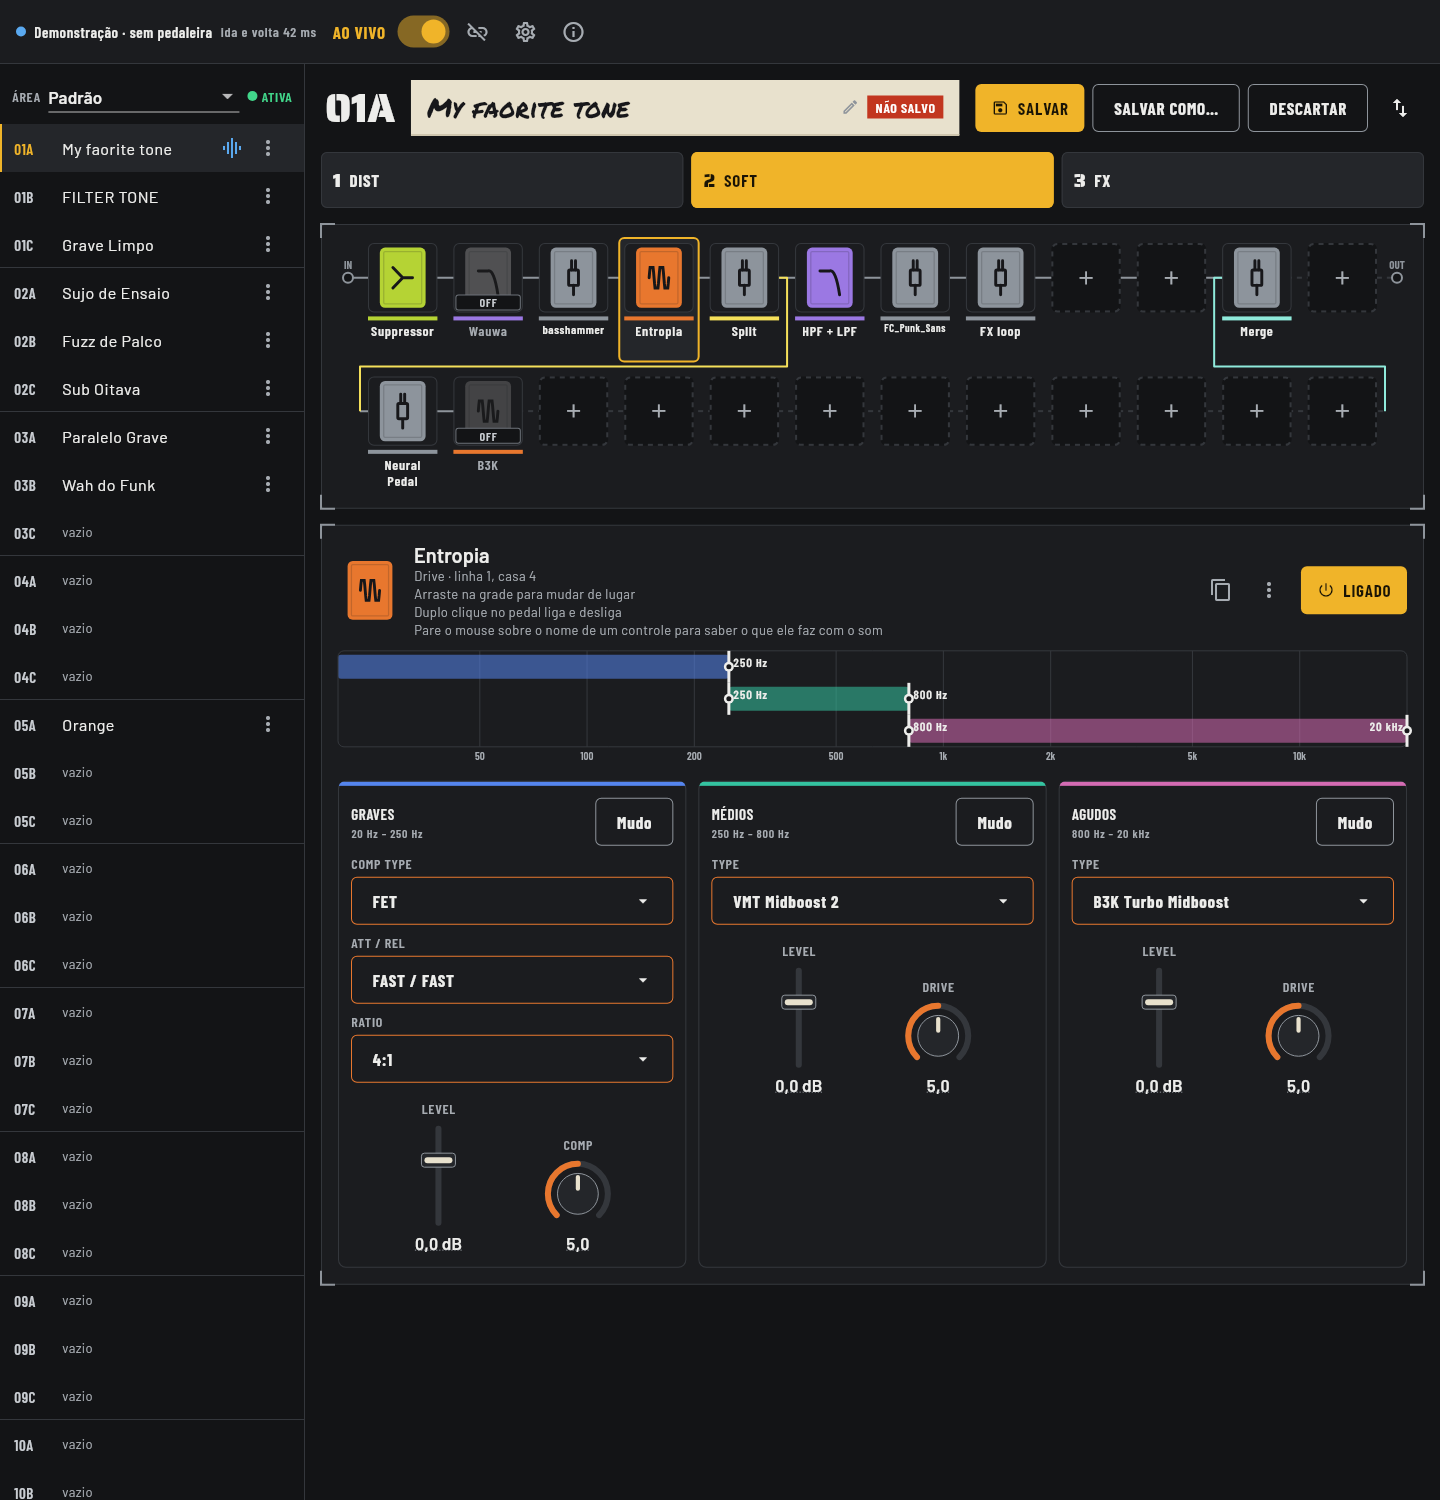 Demonstração · sem pedaleira Ida e volta 42 ms AO VIVO
ÁREA Padrão ATIVA
01A My faorite tone
01B FILTER TONE
01C Grave Limpo
02A Sujo de Ensaio
02B Fuzz de Palco
02C Sub Oitava
03A Paralelo Grave
03B Wah do Funk
03C vazio
04A vazio
04B vazio
04C vazio
05A Orange
05B vazio
05C vazio
06A vazio
06B vazio
06C vazio
07A vazio
07B vazio
07C vazio
08A vazio
08B vazio
08C vazio
09A vazio
09B vazio
09C vazio
10A vazio
10B vazio
01A My faorite tone NÃO SALVO SALVAR SALVAR COMO... DESCARTAR
1 DIST 2 SOFT 3 FX
IN OUT
OFF
Suppressor Wauwa basshammer Entropia Split HPF + LPF FC_Punk_Sans FX loop Merge
OFF
Neural Pedal B3K
Entropia
Drive · linha 1, casa 4
Arraste na grade para mudar de lugar
Duplo clique no pedal liga e desliga
Pare o mouse sobre o nome de um controle para saber o que ele faz com o som
LIGADO
250 Hz
250 Hz 800 Hz
800 Hz 20 kHz
50 100 200 500 1k 2k 5k 10k
GRAVES
20 Hz – 250 Hz
Mudo
COMP TYPE
FET
ATT / REL
FAST / FAST
RATIO
4:1
LEVEL COMP
0,0 dB 5,0
MÉDIOS
250 Hz – 800 Hz
Mudo
TYPE
VMT Midboost 2
LEVEL DRIVE
0,0 dB 5,0
AGUDOS
800 Hz – 20 kHz
Mudo
TYPE
B3K Turbo Midboost
LEVEL DRIVE
0,0 dB 5,0